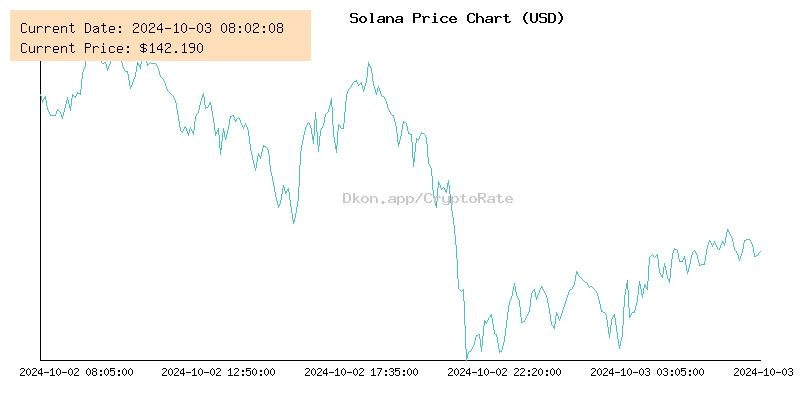 Solana Price Chart (USD)
Current Date: 2024-10-03 08:02:08
Current Price: $142.190
Dkon.app/CryptoRate
2024-10-02 08:05:00
2024-10-02 12:50:00
2024-10-02 17:35:00
2024-10-02 22:20:00
2024-10-03 03:05:00
2024-10-03